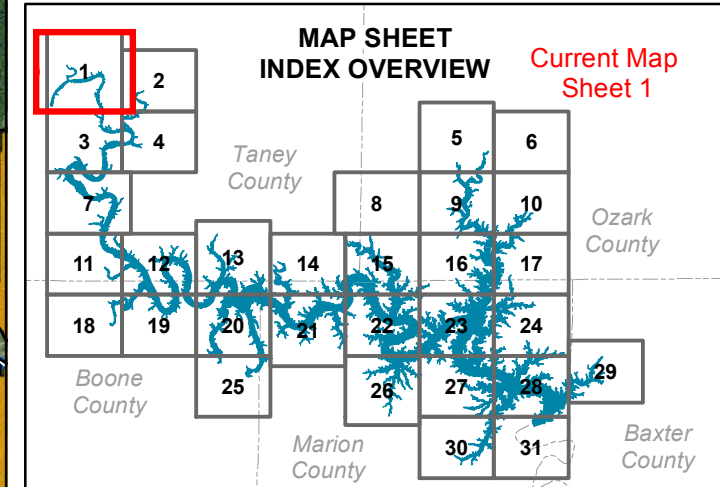 MAP SHEET
INDEX OVERVIEW
Current Map
Sheet 1
1
2
3
4
5
6
Taney
County
7
8
9
10
Ozark
County
11
12
13
14
15
16
17
18
19
20
21
22
23
24
25
26
27
28
29
Boone
County
Marion
County
30
31
Baxter
County